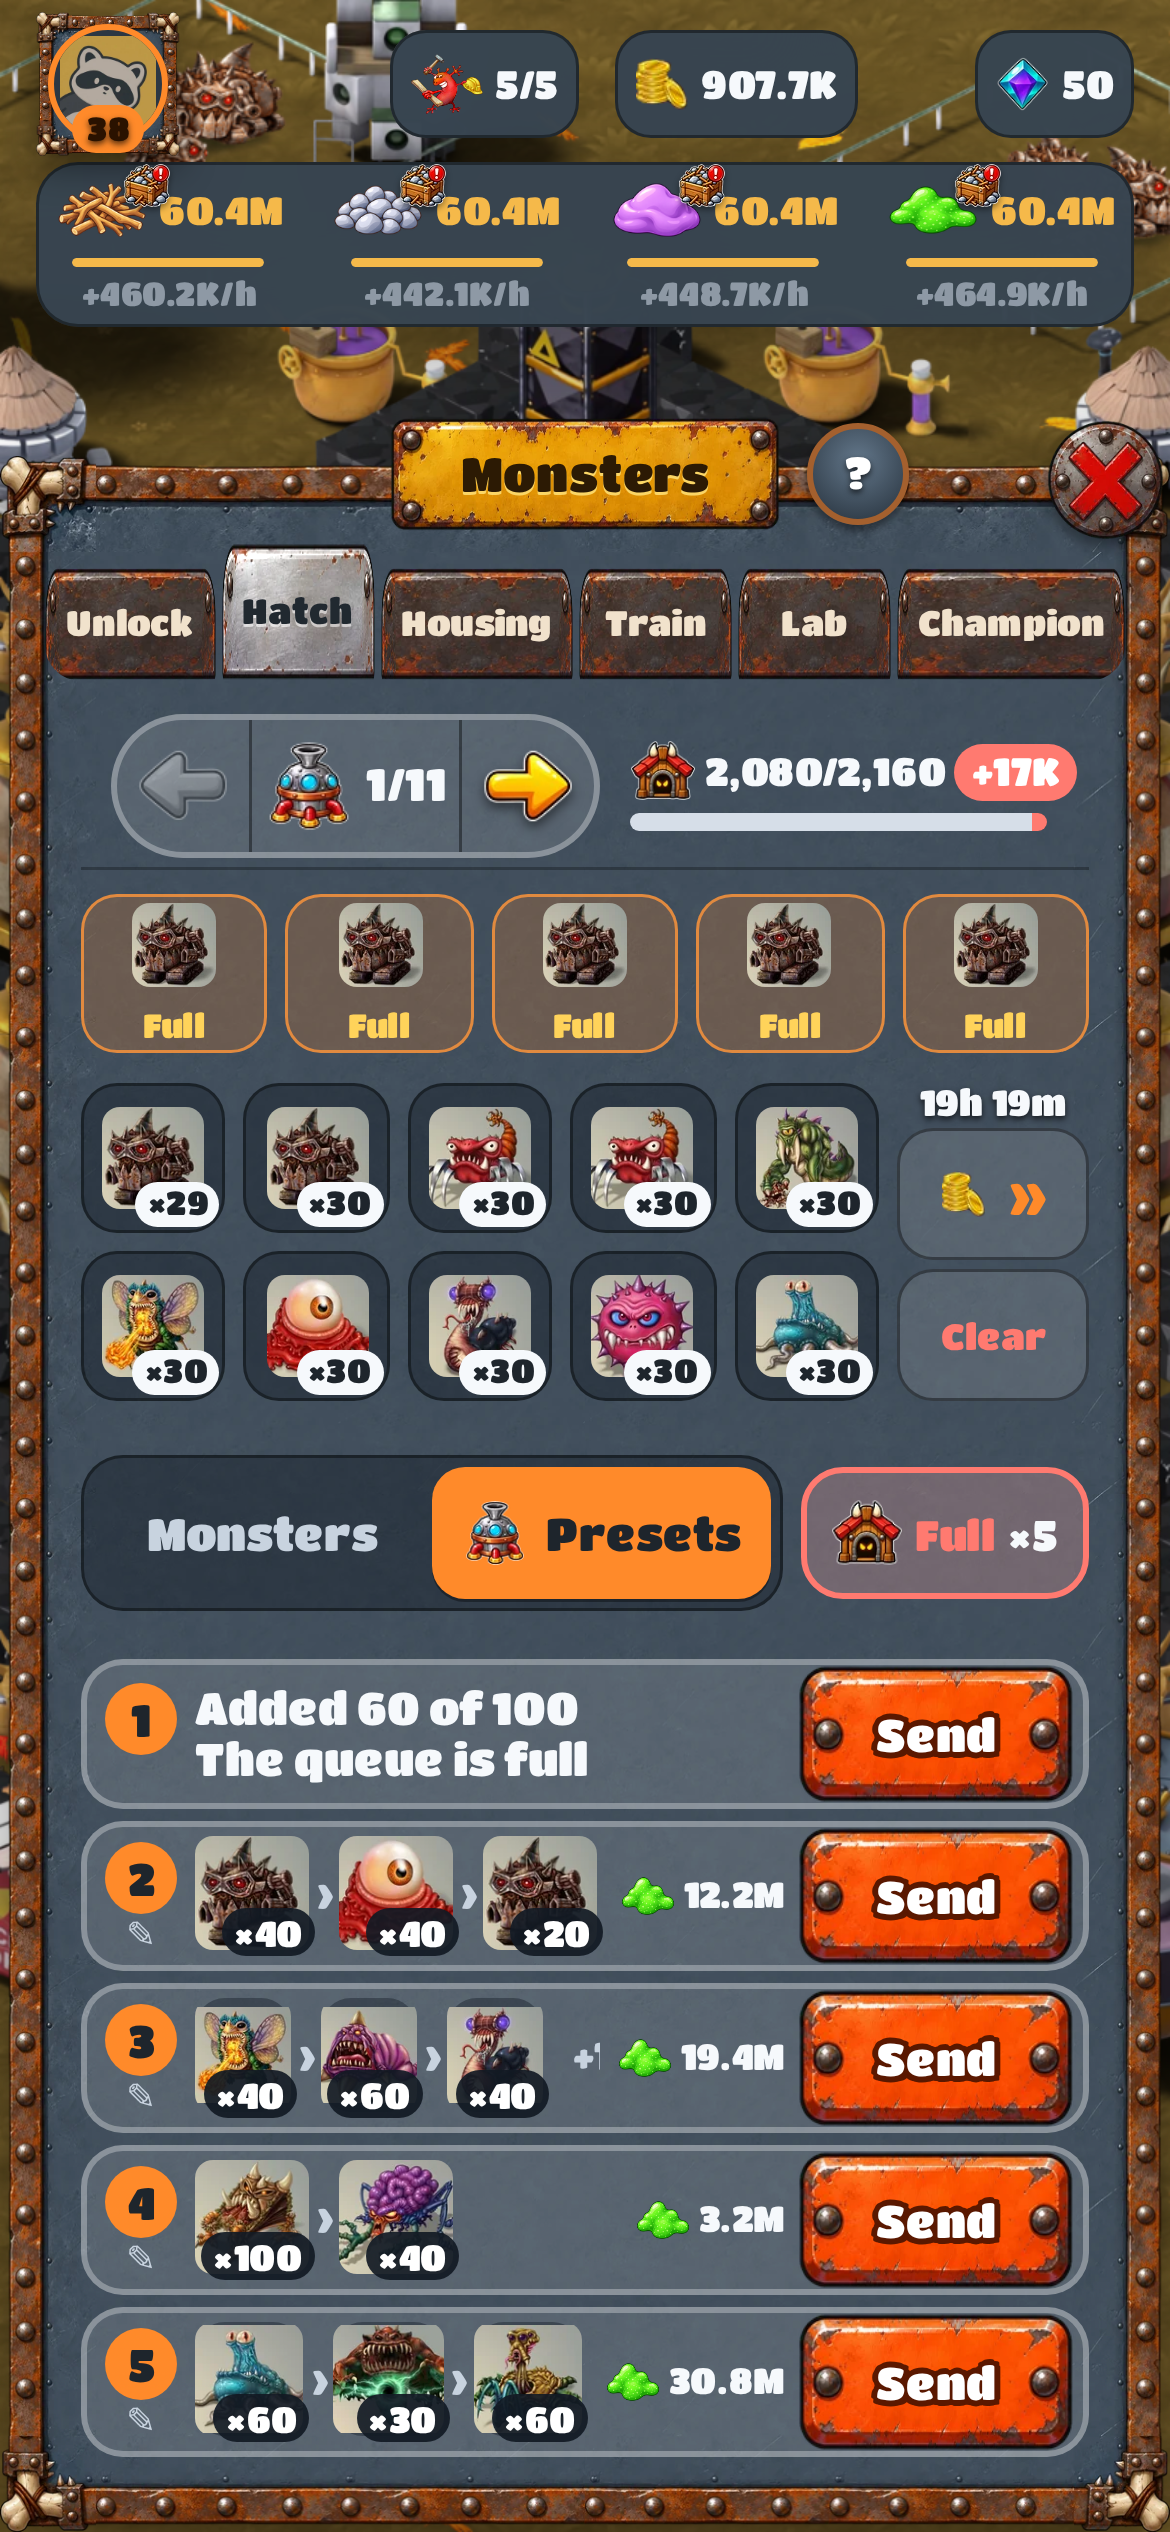 38
5/5
907.7K
50
60.4M
60.4M
60.4M
60.4M
+460.2K/h
+442.1K/h
+448.7K/h
+464.9K/h
Monsters
?
Unlock
Hatch
Housing
Train
Lab
Champion
1/11
2,080/2,160
+17K
Full
Full
Full
Full
Full
×29
×30
×30
×30
×30
19h 19m
×30
×30
×30
×30
×30
Clear
Monsters
Presets
Full ×5
1
Added 60 of 100
The queue is full
Send
2
×40
×40
×20
12.2M
Send
3
×40
×60
×40
19.4M
Send
4
×100
×40
3.2M
Send
5
×60
×30
×60
30.8M
Send